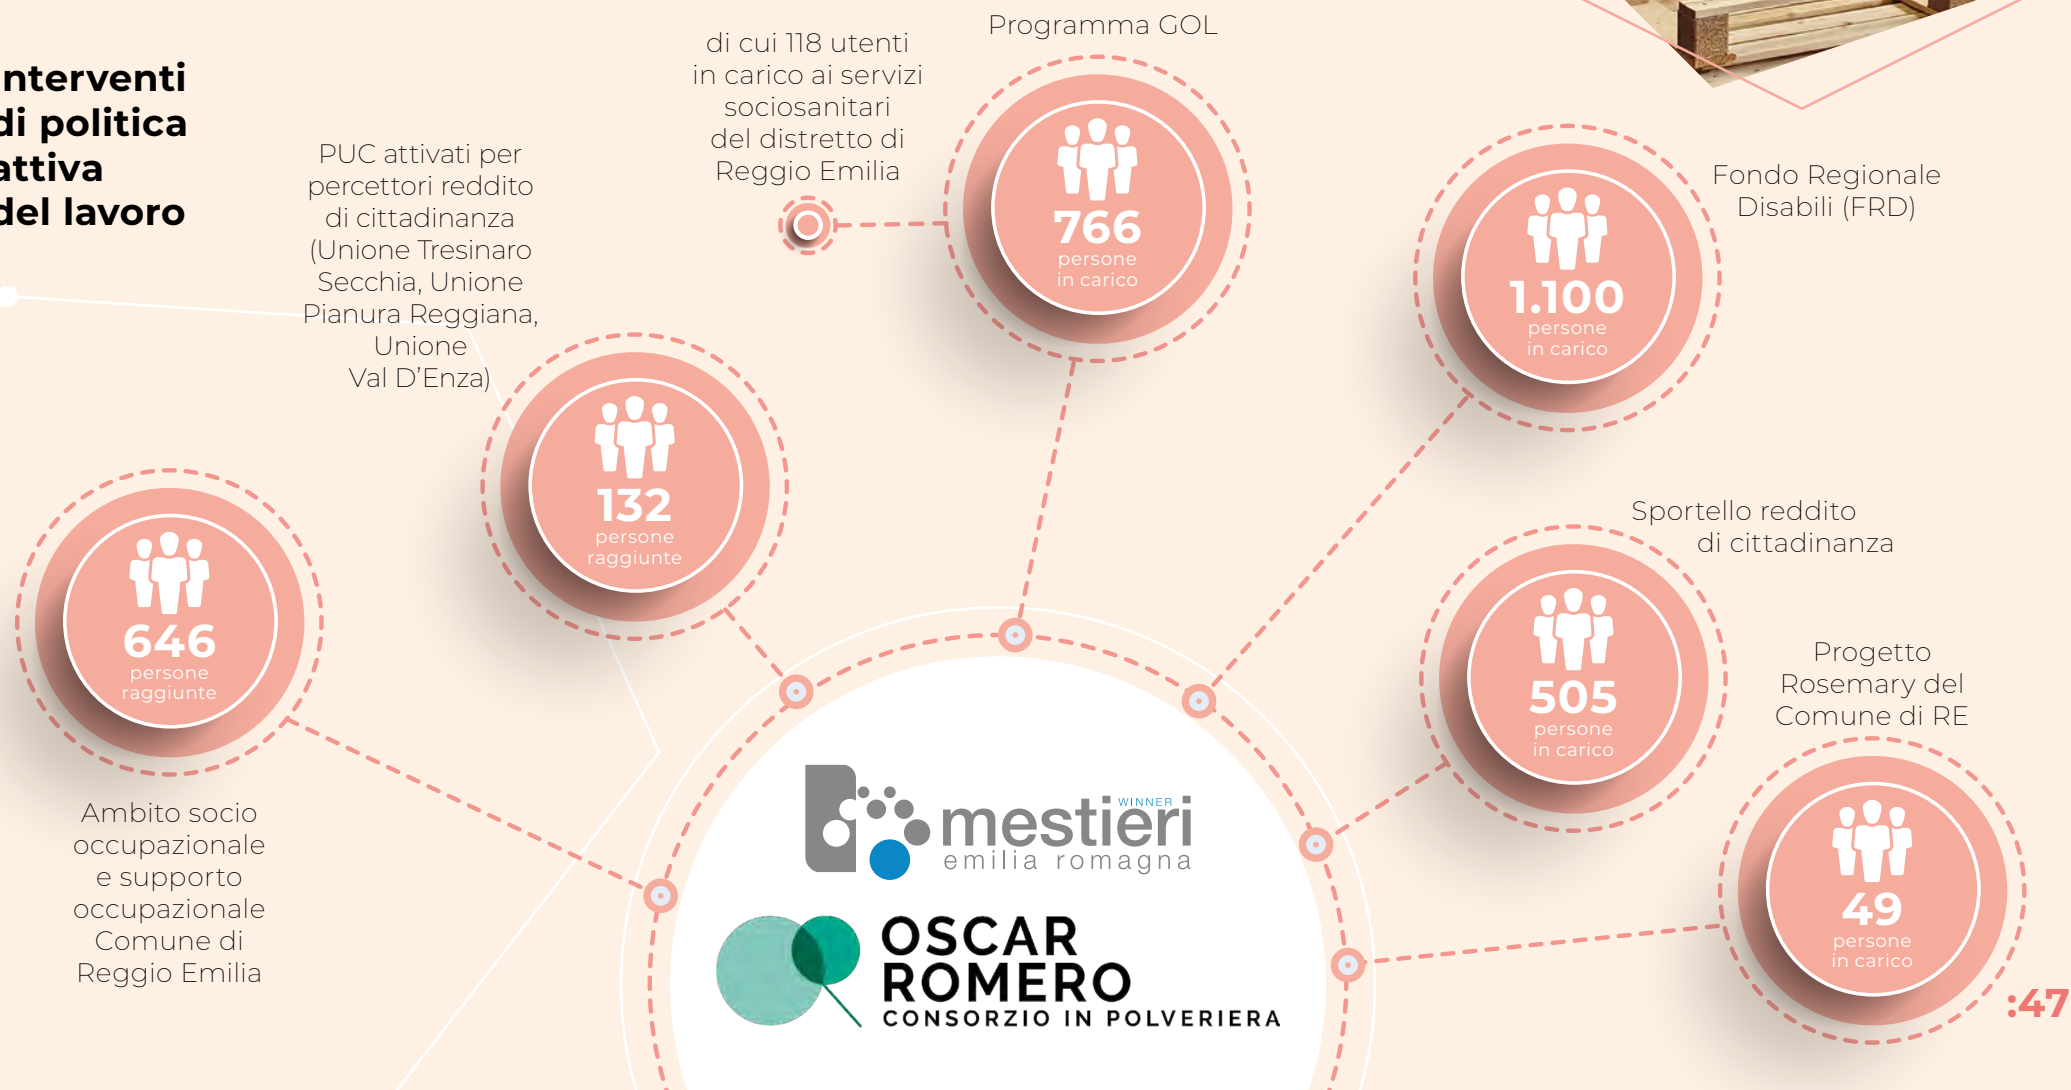 nterventi
di politica
attiva
del lavoro
PUC attivati per
percettori reddito
di cittadinanza
(Unione Tresinaro
Secchia, Unione
Pianura Reggiana,
Unione
Val D'Enza)
132
persone
raggiunte
di cui 118 utenti
in carico ai servizi
sociosanitari
del distretto di
Reggio Emilia
Programma GOL
766
persone
in carico
Fondo Regionale
Disabili (FRD)
1.100
persone
in carico
Sportello reddito
di cittadinanza
505
persone
in carico
Progetto
Rosemary del
Comune di RE
49
persone
in carico
646
persone
raggiunte
Ambito socio
occupazionale
e supporto
occupazionale
Comune di
Reggio Emilia
WINNER
mestieri
emilia romagna
OSCAR
ROMERO
CONSORZIO IN POLVERIERA
:47